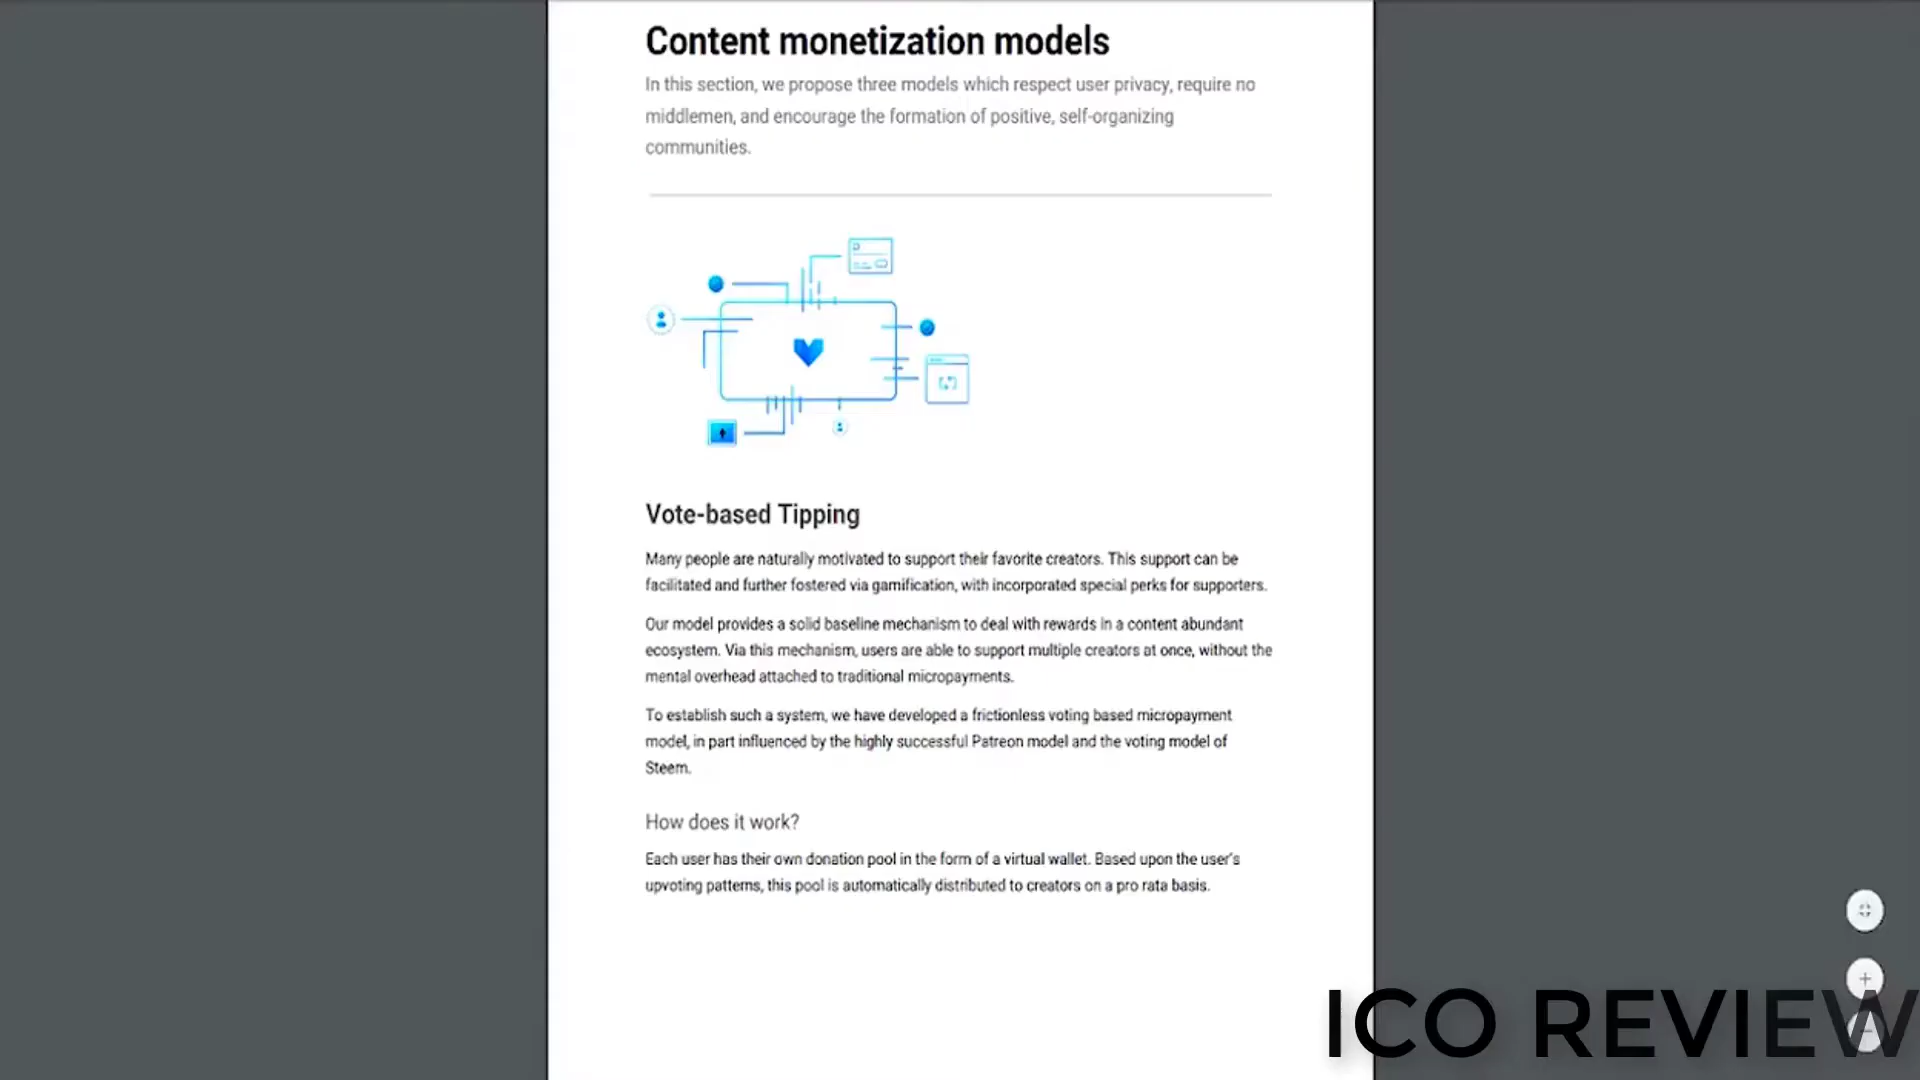 Content monetization models
In this section, we propose three models which respect user privacy, require no
middlemen, and encourage the formation of positive, self-organizing
communities.
Vote-based Tipping
Many people are naturally motivated to support their favorite creators. This support can be
facilitated and further fostered via gamification, with incorporated special perks for supporters.
Our model provides a solid baseline mechanism to deal with rewards in a content abundant
ecosystem. Via this mechanism, users are able to support multiple creators at once, without the
mental overhead attached to traditional micropayments.
To establish such a system, we have developed a frictionless voting based micropayment
model, in part influenced by the highly successful Patreon model and the voting model of
Steem.
How does it work?
Each user has their own donation pool in the form of a virtual wallet. Based upon the user's
upvoting patterns, this pool is automatically distributed to creators on a pro rata basis.
ICO REVIEW